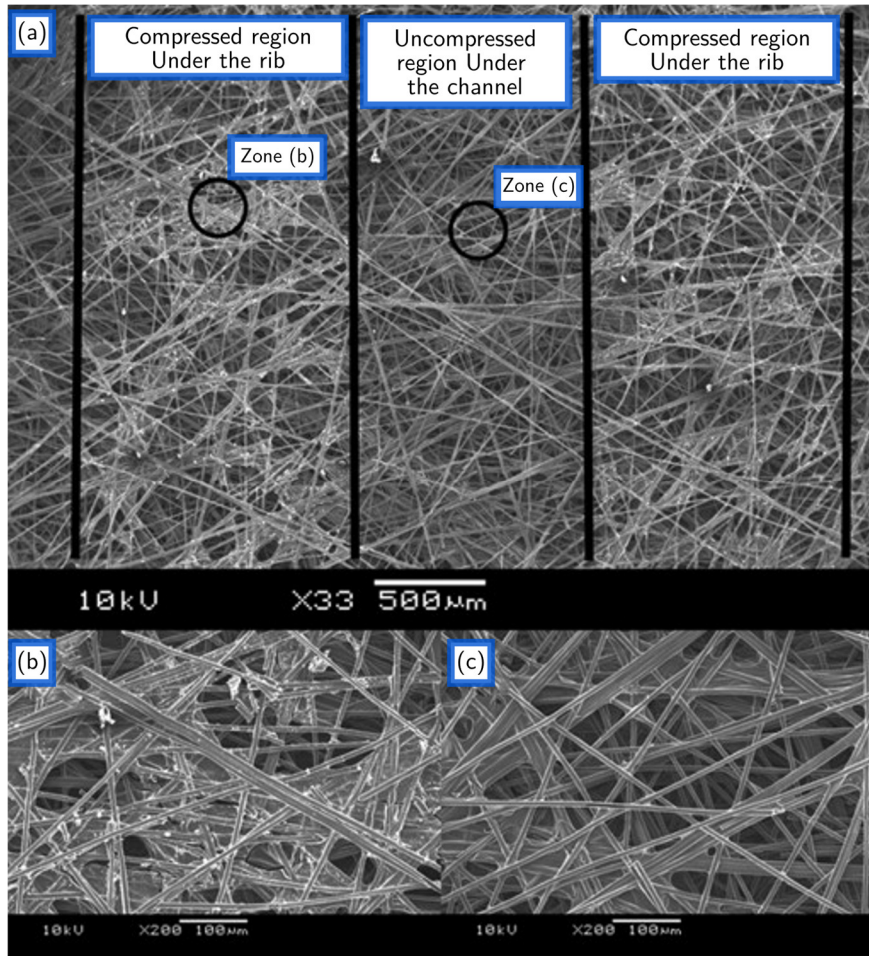 (a)
Compressed region
Under the rib
Uncompressed
region Under
the channel
Compressed region
Under the rib
Zone (b)
Zone (c)
10kV X33 500µm
(b)
(c)
10kV X200 100µm
10kV X200 100µm